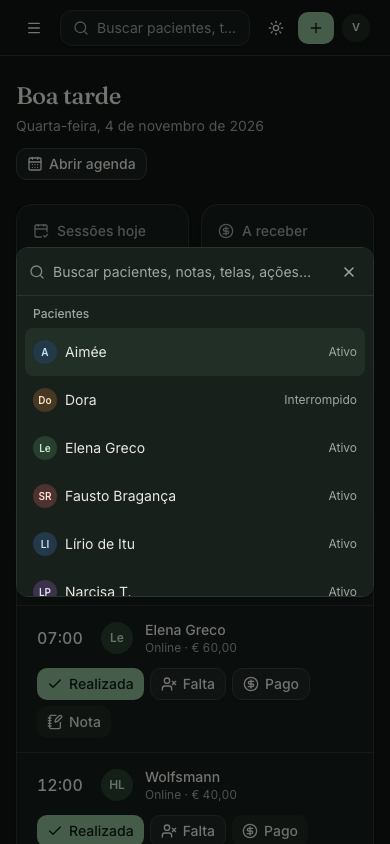 Buscar pacientes, t...
V
Boa tarde
Quarta-feira, 4 de novembro de 2026
Abrir agenda
Sessões hoje
A receber
Buscar pacientes, notas, telas, ações...
Pacientes
A Aimée Ativo
Do Dora Interrompido
Le Elena Greco Ativo
SR Fausto Bragança Ativo
LI Lírio de Itu Ativo
LP Narcisa T. Ativo
07:00 Le Elena Greco
Online · € 60,00
Realizada Falta Pago
Nota
12:00 HL Wolfsmann
Online · € 40,00
Realizada Falta Pago